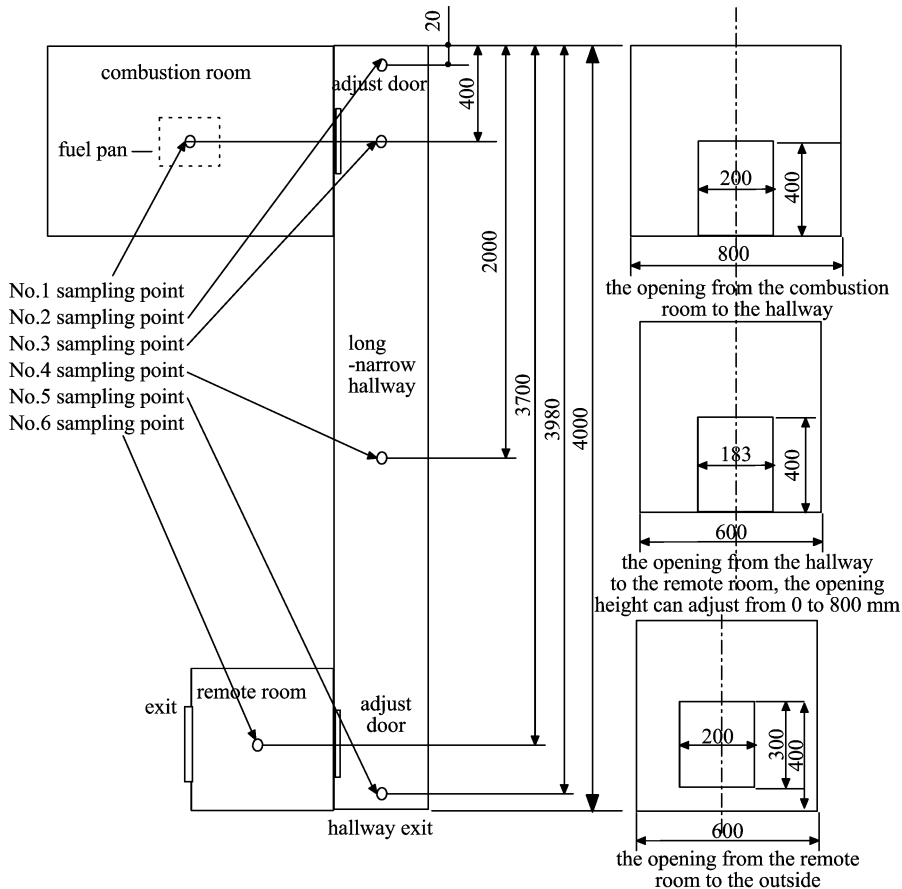 20
combustion room
adjust door
400
fuel pan
200
400
2000
800
the opening from the combustion
room to the hallway
No.1 sampling point
No.2 sampling point
No.3 sampling point
No.4 sampling point
No.5 sampling point
No.6 sampling point
long
-narrow
hallway
3700
3980
4000
183
400
600
the opening from the hallway
to the remote room, the opening
height can adjust from 0 to 800 mm
remote room
exit
adjust
door
200
300
400
hallway exit
600
the opening from the remote
room to the outside